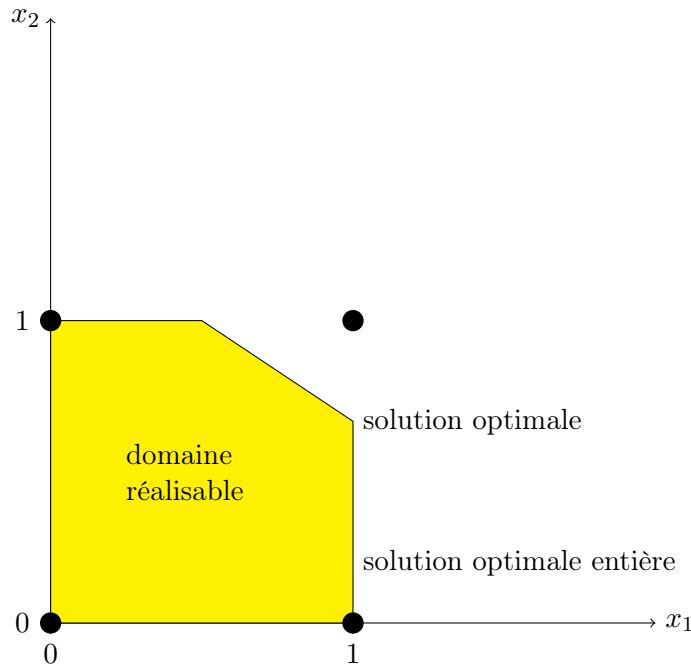 x₂
1
solution optimale
domaine
réalisable
solution optimale entière
0
x₁
0
1